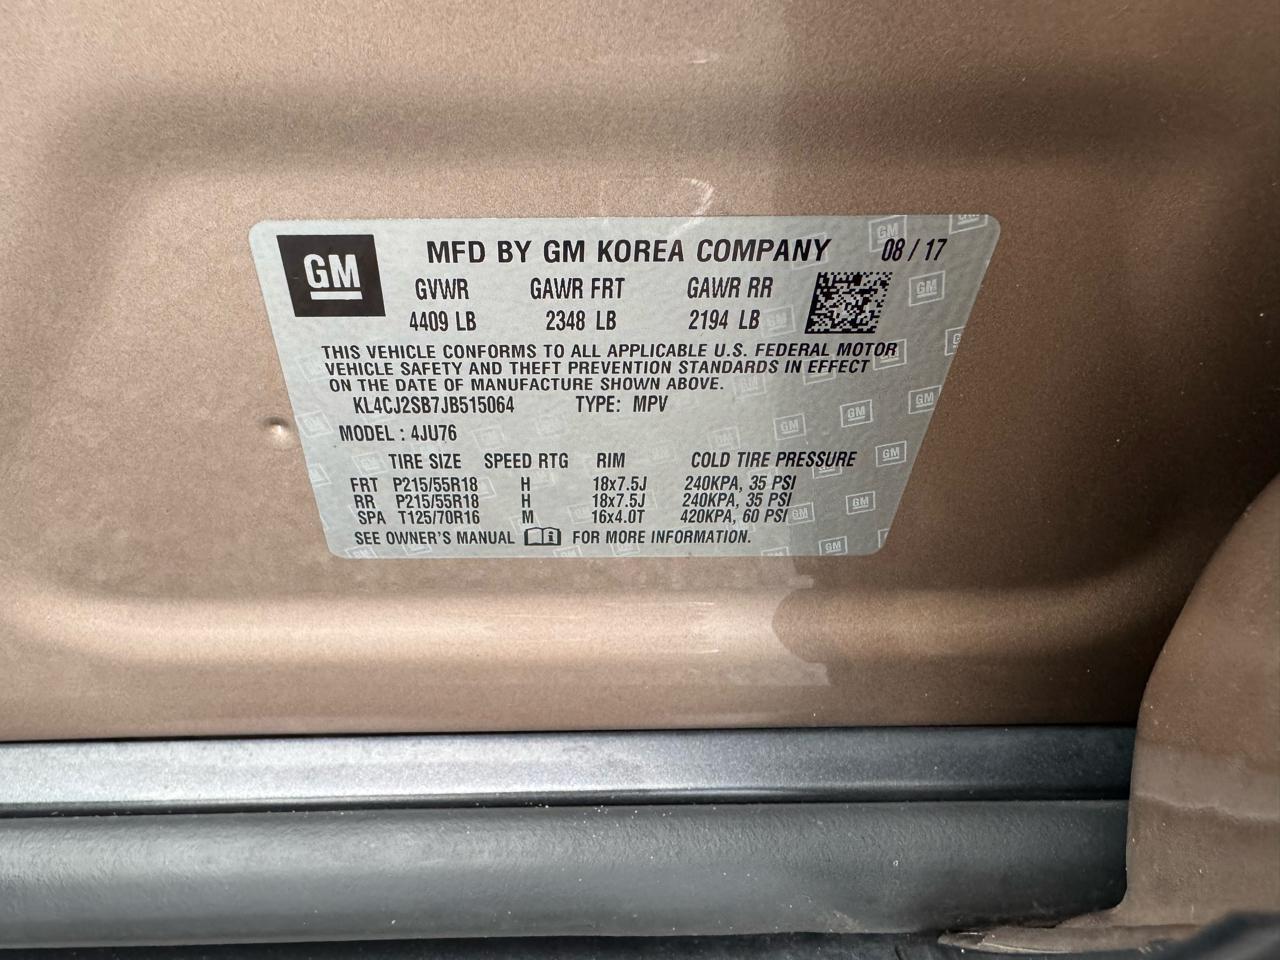 GM
MFD BY GM KOREA COMPANY 08 / 17
GVWR GAWR FRT GAWR RR
4409 LB 2348 LB 2194 LB
THIS VEHICLE CONFORMS TO ALL APPLICABLE U.S. FEDERAL MOTOR
VEHICLE SAFETY AND THEFT PREVENTION STANDARDS IN EFFECT
ON THE DATE OF MANUFACTURE SHOWN ABOVE.
KL4CJ2SB7JB515064 TYPE: MPV
MODEL : 4JU76
TIRE SIZE SPEED RTG RIM COLD TIRE PRESSURE
FRT P215/55R18 H 18x7.5J 240KPA, 35 PSI
RR P215/55R18 H 18x7.5J 240KPA, 35 PSI
SPA T125/70R16 M 16x4.0T 420KPA, 60 PSI
SEE OWNER'S MANUAL i FOR MORE INFORMATION.